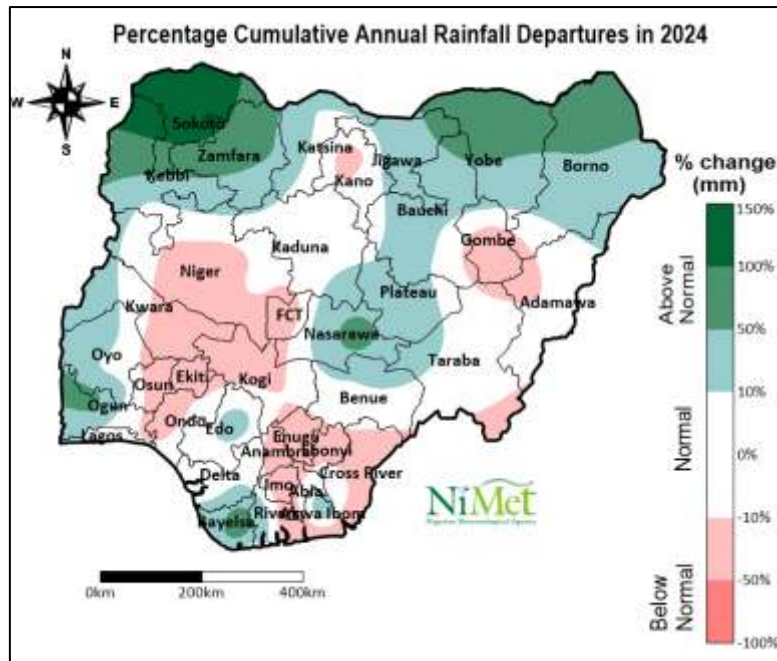 Percentage Cumulative Annual Rainfall Departures in 2024
N
W E
S
Sokoto
Zamfara
Kebbi
Katsina
Kano
Jigawa
Yobe
Borno
Bauchi
Gombe
Kaduna
Niger
Plateau
Adamawa
FCT
Nasarawa
Kwara
Taraba
Oyo
Osun
Ekiti
Kogi
Benue
Ogun
Ondo
Edo
Lagos
Enugu
Ebonyi
Anambra
Delta
Imo
Abia
Cross River
Bayelsa
Rivers
Akwa Ibom
% change
(mm)
150%
100%
50%
10%
0%
-10%
-50%
-100%
Above
Normal
Normal
Below
Normal
NiMet
Nigerian Meteorological Agency
0km 200km 400km